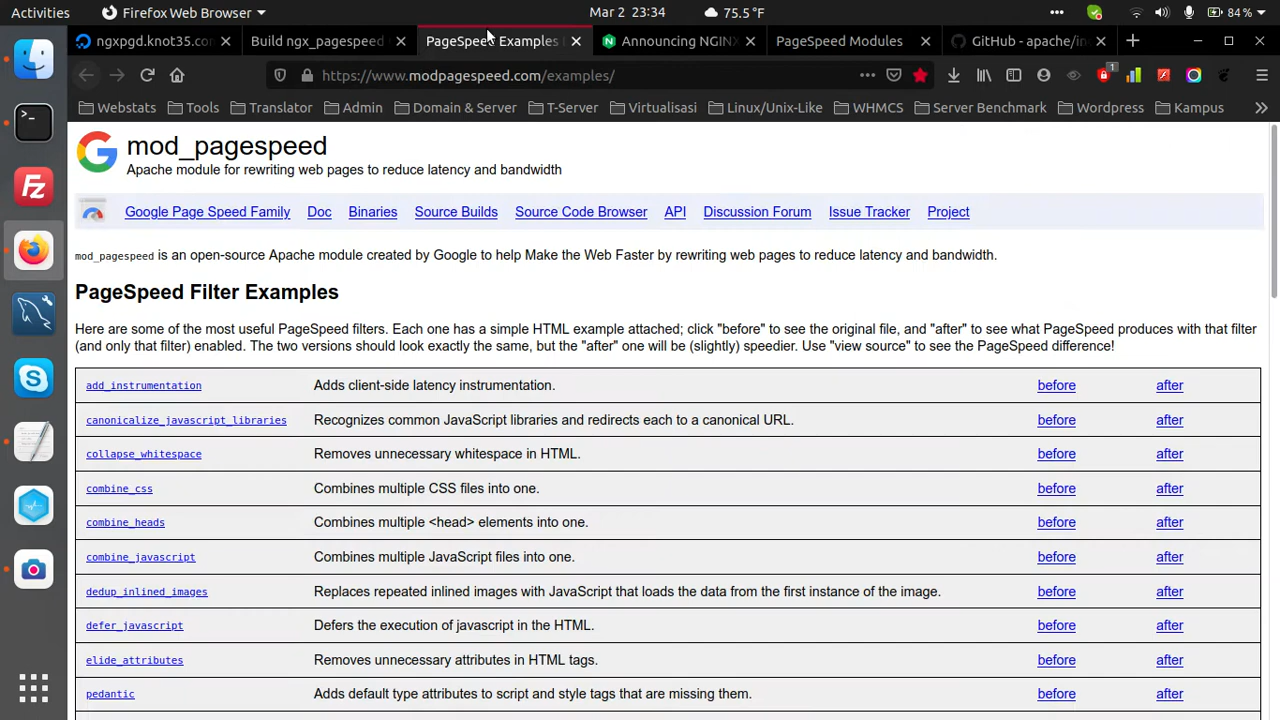 Activities Firefox Web Browser Mar 2 23:34 75.5 °F 84 %
ngxpgd.knot35.co Build ngx_pagespeed PageSpeed Examples Announcing NGINX PageSpeed Modules GitHub - apache/in
https://www.modpagespeed.com/examples/
1
Webstats Tools Translator Admin Domain & Server T-Server Virtualisasi Linux/Unix-Like WHMCS Server Benchmark Wordpress Kampus
mod_pagespeed
Apache module for rewriting web pages to reduce latency and bandwidth
Google Page Speed Family Doc Binaries Source Builds Source Code Browser API Discussion Forum Issue Tracker Project
mod_pagespeed is an open-source Apache module created by Google to help Make the Web Faster by rewriting web pages to reduce latency and bandwidth.
PageSpeed Filter Examples
Here are some of the most useful PageSpeed filters. Each one has a simple HTML example attached; click "before" to see the original file, and "after" to see what PageSpeed produces with that filter
(and only that filter) enabled. The two versions should look exactly the same, but the "after" one will be (slightly) speedier. Use "view source" to see the PageSpeed difference!
add_instrumentation Adds client-side latency instrumentation. before after
canonicalize_javascript_libraries Recognizes common JavaScript libraries and redirects each to a canonical URL. before after
collapse_whitespace Removes unnecessary whitespace in HTML. before after
combine_css Combines multiple CSS files into one. before after
combine_heads Combines multiple <head> elements into one. before after
combine_javascript Combines multiple JavaScript files into one. before after
dedup_inlined_images Replaces repeated inlined images with JavaScript that loads the data from the first instance of the image. before after
defer_javascript Defers the execution of javascript in the HTML. before after
elide_attributes Removes unnecessary attributes in HTML tags. before after
pedantic Adds default type attributes to script and style tags that are missing them. before after